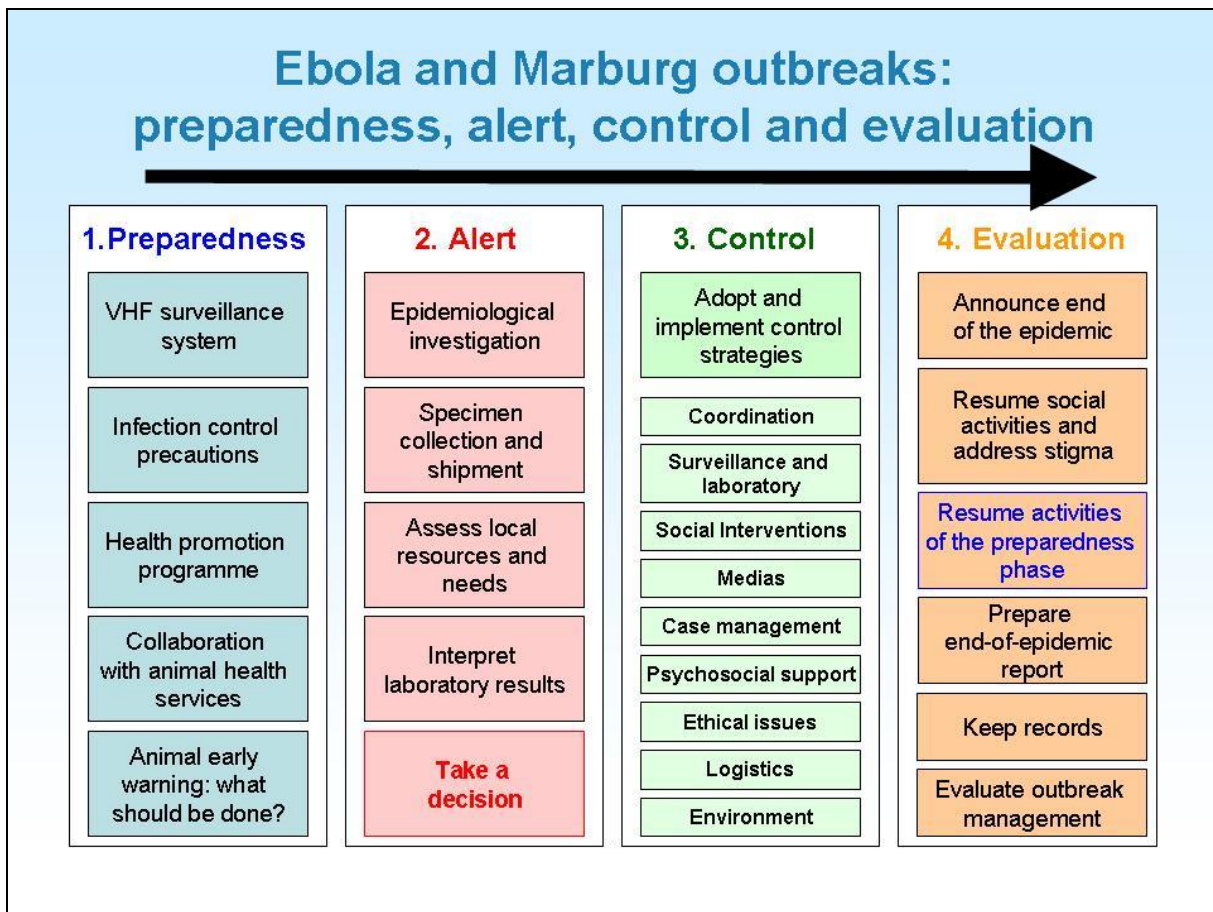 Ebola and Marburg outbreaks:
preparedness, alert, control and evaluation
1.Preparedness
VHF surveillance
system
Infection control
precautions
Health promotion
programme
Collaboration
with animal health
services
Animal early
warning: what
should be done?
2. Alert
Epidemiological
investigation
Specimen
collection and
shipment
Assess local
resources and
needs
Interpret
laboratory results
Take a
decision
3. Control
Adopt and
implement control
strategies
Coordination
Surveillance and
laboratory
Social Interventions
Medias
Case management
Psychosocial support
Ethical issues
Logistics
Environment
4. Evaluation
Announce end
of the epidemic
Resume social
activities and
address stigma
Resume activities
of the preparedness
phase
Prepare
end-of-epidemic
report
Keep records
Evaluate outbreak
management